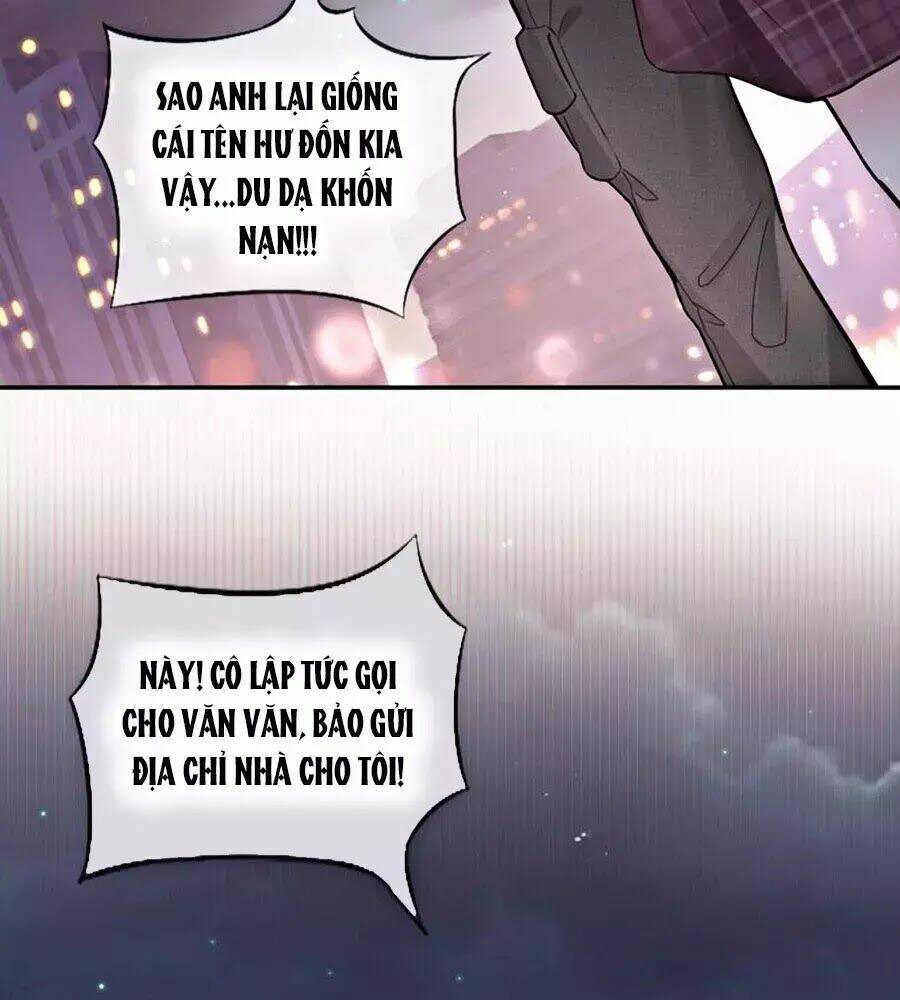 SAO ANH LẠI GIỐNG
CÁI TÊN HƯ ĐỐN KIA
VẬY...DU DẠ KHỐN
NẠN!!!
NÀY! CÔ LẬP TỨC GỌI
CHO VĂN VĂN, BẢO GỬI
ĐỊA CHỈ NHÀ CHO TÔI!